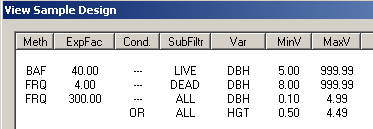 View Sample Design
Meth ExpFac Cond. SubFiltr Var MinV MaxV
BAF 40.00 --- LIVE DBH 5.00 999.99
FRQ 4.00 --- DEAD DBH 8.00 999.99
FRQ 300.00 --- ALL DBH 0.10 4.99
OR ALL HGT 0.50 4.49